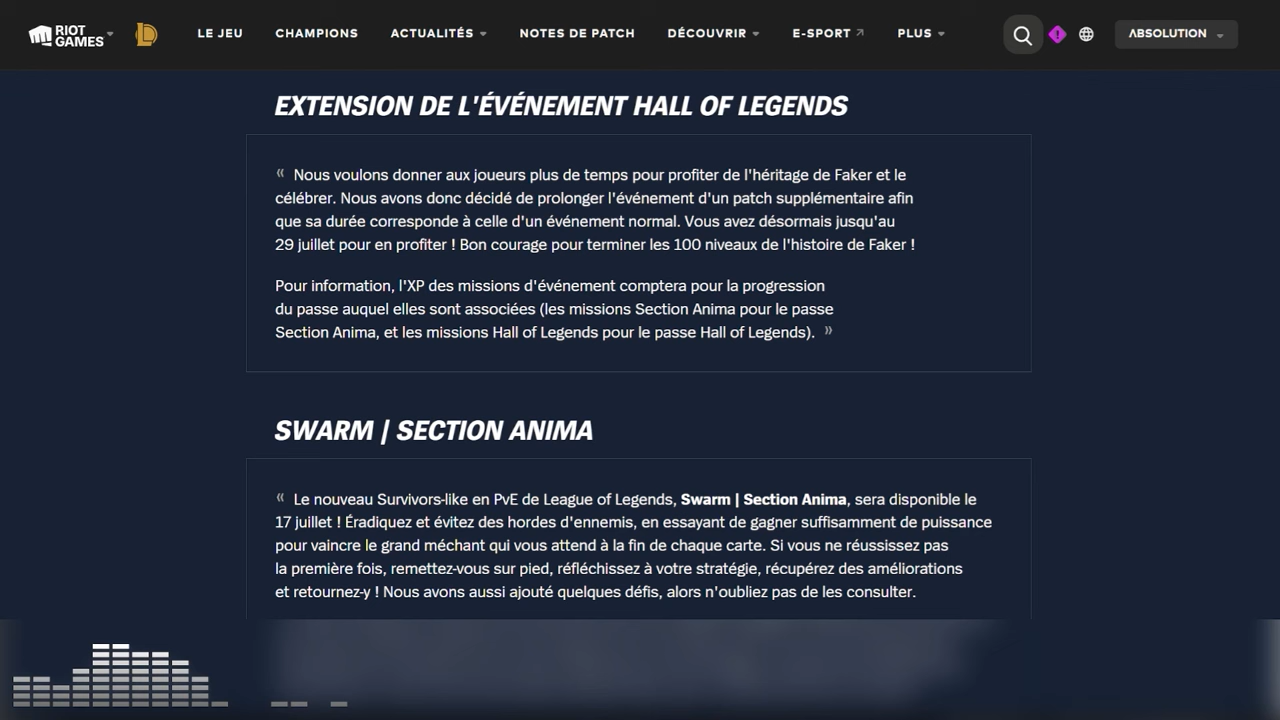 RIOT GAMES
LE JEU
CHAMPIONS
ACTUALITÉS
NOTES DE PATCH
DÉCOUVRIR
E-SPORT
PLUS
ΛBSOLUTION
EXTENSION DE L'ÉVÉNEMENT HALL OF LEGENDS
« Nous voulons donner aux joueurs plus de temps pour profiter de l'héritage de Faker et le
célébrer. Nous avons donc décidé de prolonger l'événement d'un patch supplémentaire afin
que sa durée corresponde à celle d'un événement normal. Vous avez désormais jusqu'au
29 juillet pour en profiter ! Bon courage pour terminer les 100 niveaux de l'histoire de Faker !
Pour information, l'XP des missions d'événement comptera pour la progression
du passe auquel elles sont associées (les missions Section Anima pour le passe
Section Anima, et les missions Hall of Legends pour le passe Hall of Legends). »
SWARM | SECTION ANIMA
« Le nouveau Survivors-like en PvE de League of Legends, Swarm | Section Anima, sera disponible le
17 juillet ! Éradiquez et évitez des hordes d'ennemis, en essayant de gagner suffisamment de puissance
pour vaincre le grand méchant qui vous attend à la fin de chaque carte. Si vous ne réussissez pas
la première fois, remettez-vous sur pied, réfléchissez à votre stratégie, récupérez des améliorations
et retournez-y ! Nous avons aussi ajouté quelques défis, alors n'oubliez pas de les consulter.